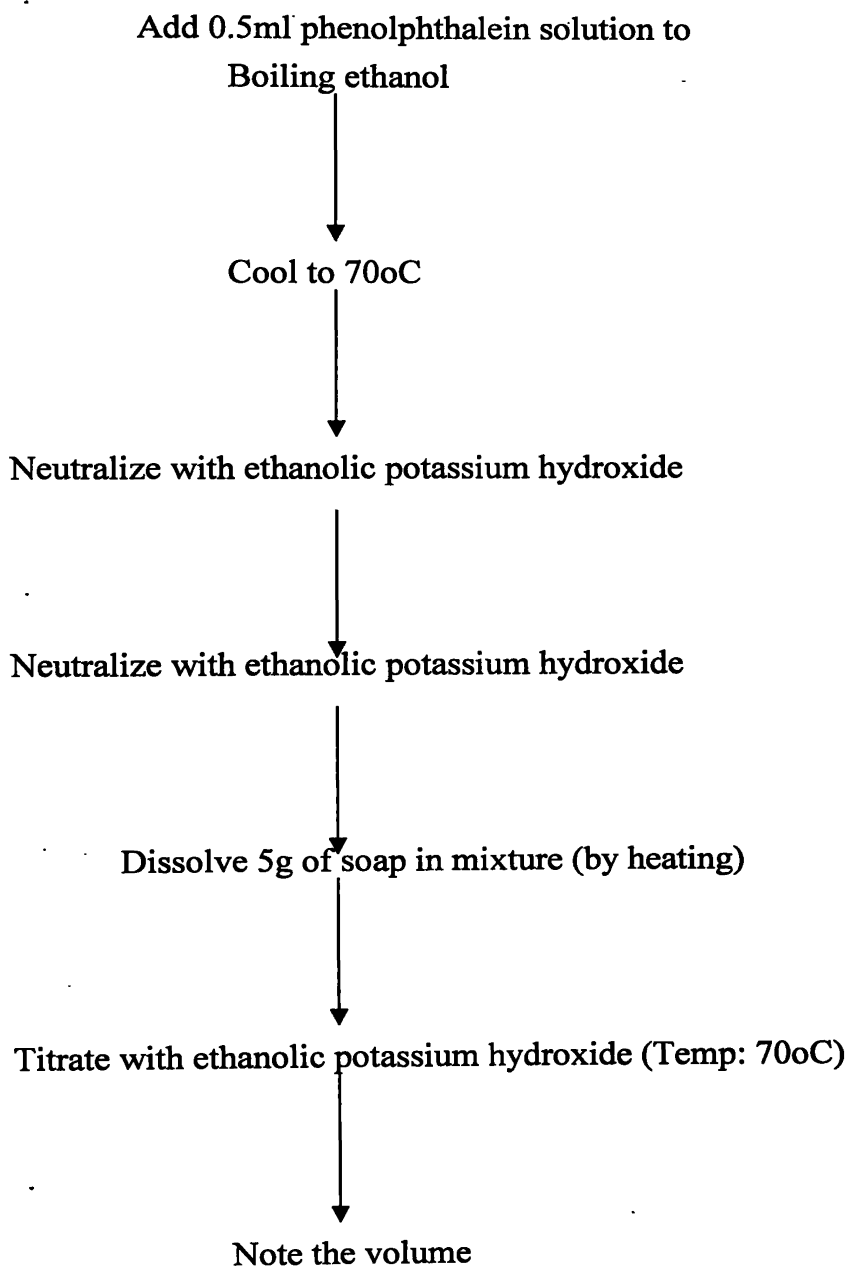 Add 0.5ml phenolphthalein solution to
Boiling ethanol
Cool to 70oC
Neutralize with ethanolic potassium hydroxide
Neutralize with ethanolic potassium hydroxide
Dissolve 5g of soap in mixture (by heating)
Titrate with ethanolic potassium hydroxide (Temp: 70oC)
Note the volume